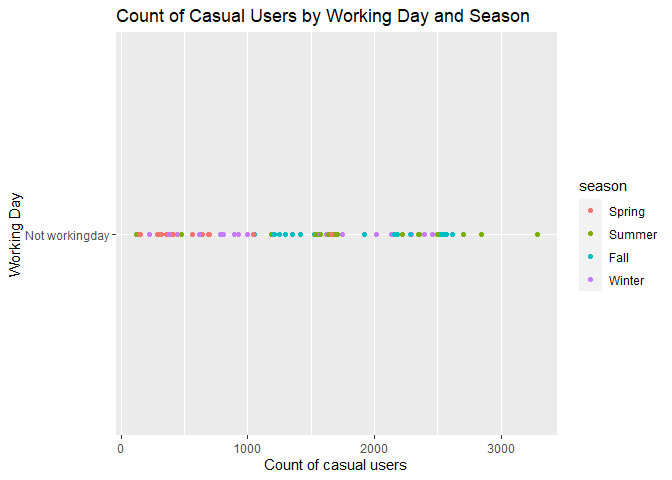 Count of Casual Users by Working Day and Season
Working Day
Not workingday
0 1000 2000 3000
Count of casual users
season
Spring
Summer
Fall
Winter